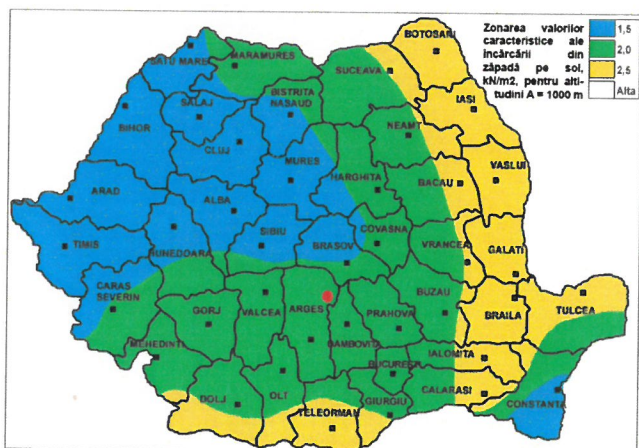 Zonarea valorilor
caracteristice ale
încărcării din
zăpadă pe sol,
kN/m2, pentru alti-
tudini A = 1000 m
1,5
2,0
2,5
Alta
BOTOSANI
SATU MARE
MARAMURES
SUCEAVA
BISTRITA
NASAUD
IASI
SALAJ
BIHOR
NEAMT
CLUJ
MURES
HARGHITA
BACAU
VASLUI
ARAD
ALBA
COVASNA
TIMIS
HUNEDOARA
SIBIU
BRASOV
VRANCEA
GALATI
CARAS
SEVERIN
GORJ
VALCEA
ARGES
PRAHOVA
BUZAU
BRAILA
TULCEA
MEHEDINTI
DAMBOVITA
IALOMITA
BUCURESTI
DOLJ
OLT
TELEORMAN
GIURGIU
CALARASI
CONSTANTA